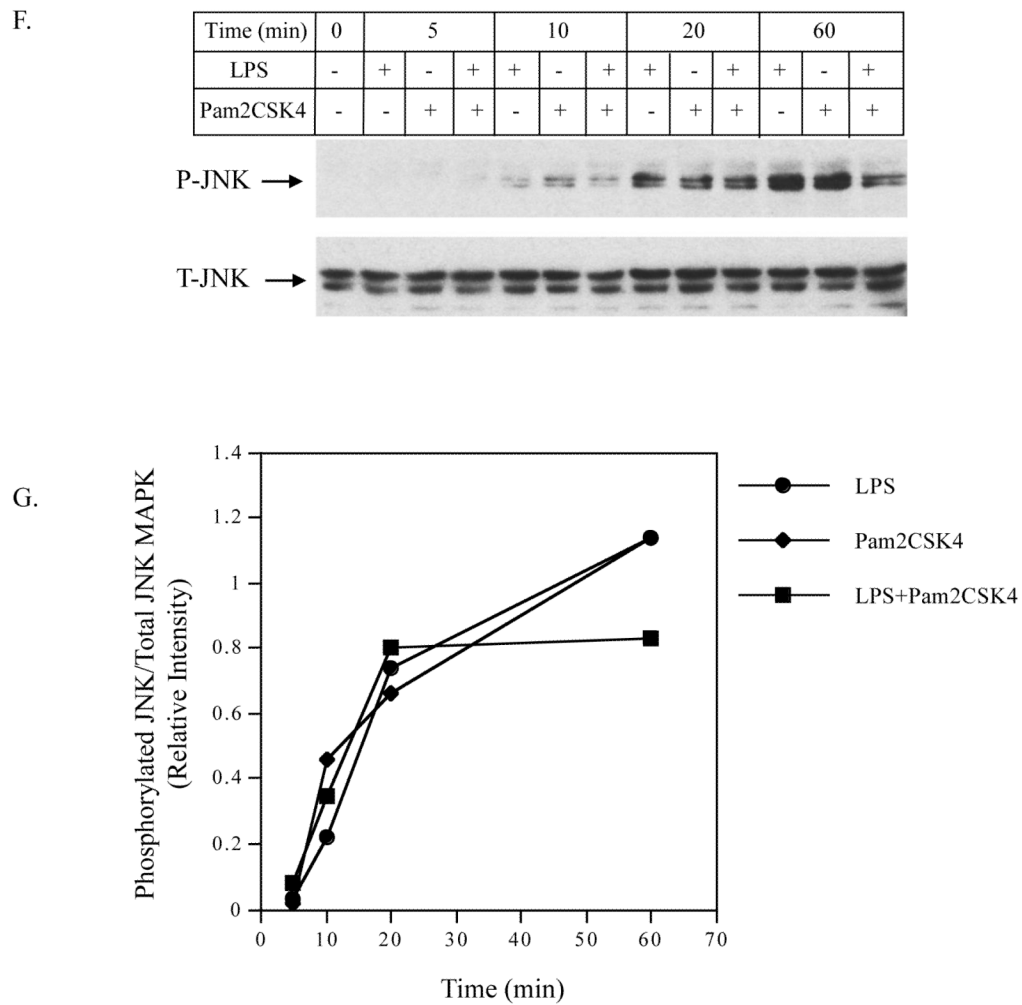 F.
Time (min) 0 5 10 20 60
LPS - + - + + - + + - + + - +
Pam2CSK4 - - + + - + + - + + - + +
P-JNK
T-JNK
G.
Phosphorylated JNK/Total JNK MAPK
(Relative Intensity)
1.4
1.2
1
0.8
0.6
0.4
0.2
0
0 10 20 30 40 50 60 70
Time (min)
LPS
Pam2CSK4
LPS+Pam2CSK4